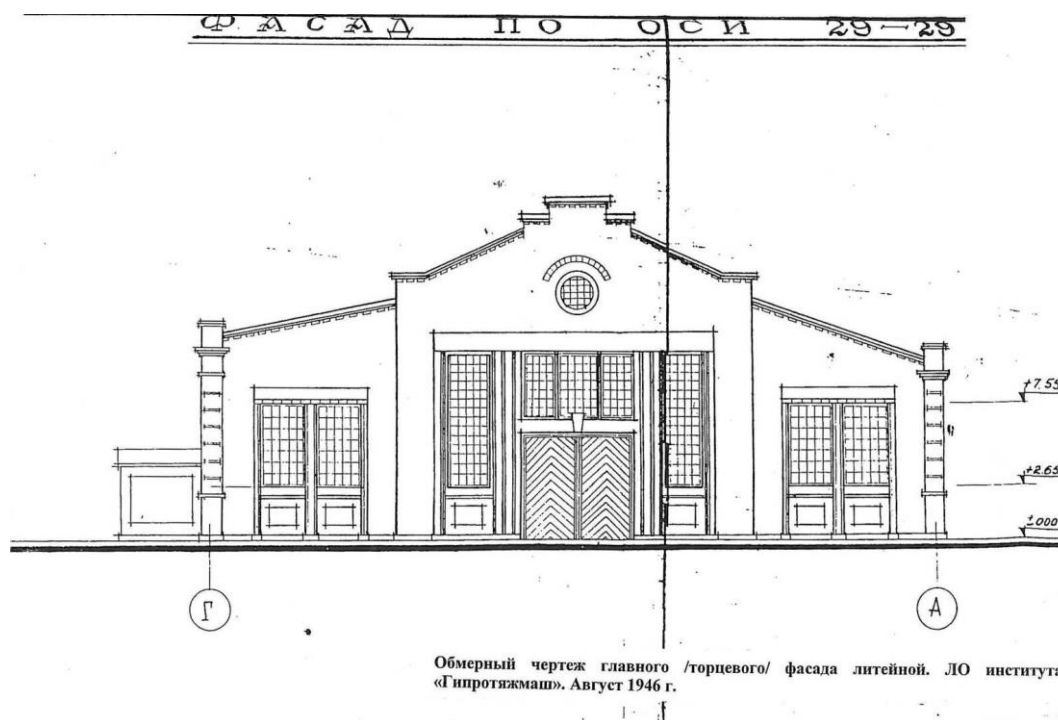 ФАСАД ПО ОСИ 29—29
+7.55
+2.65
±.000
Г
А
Обмерный чертеж главного /торцевого/ фасада литейной. ЛО института
«Гипротяжмаш». Август 1946 г.